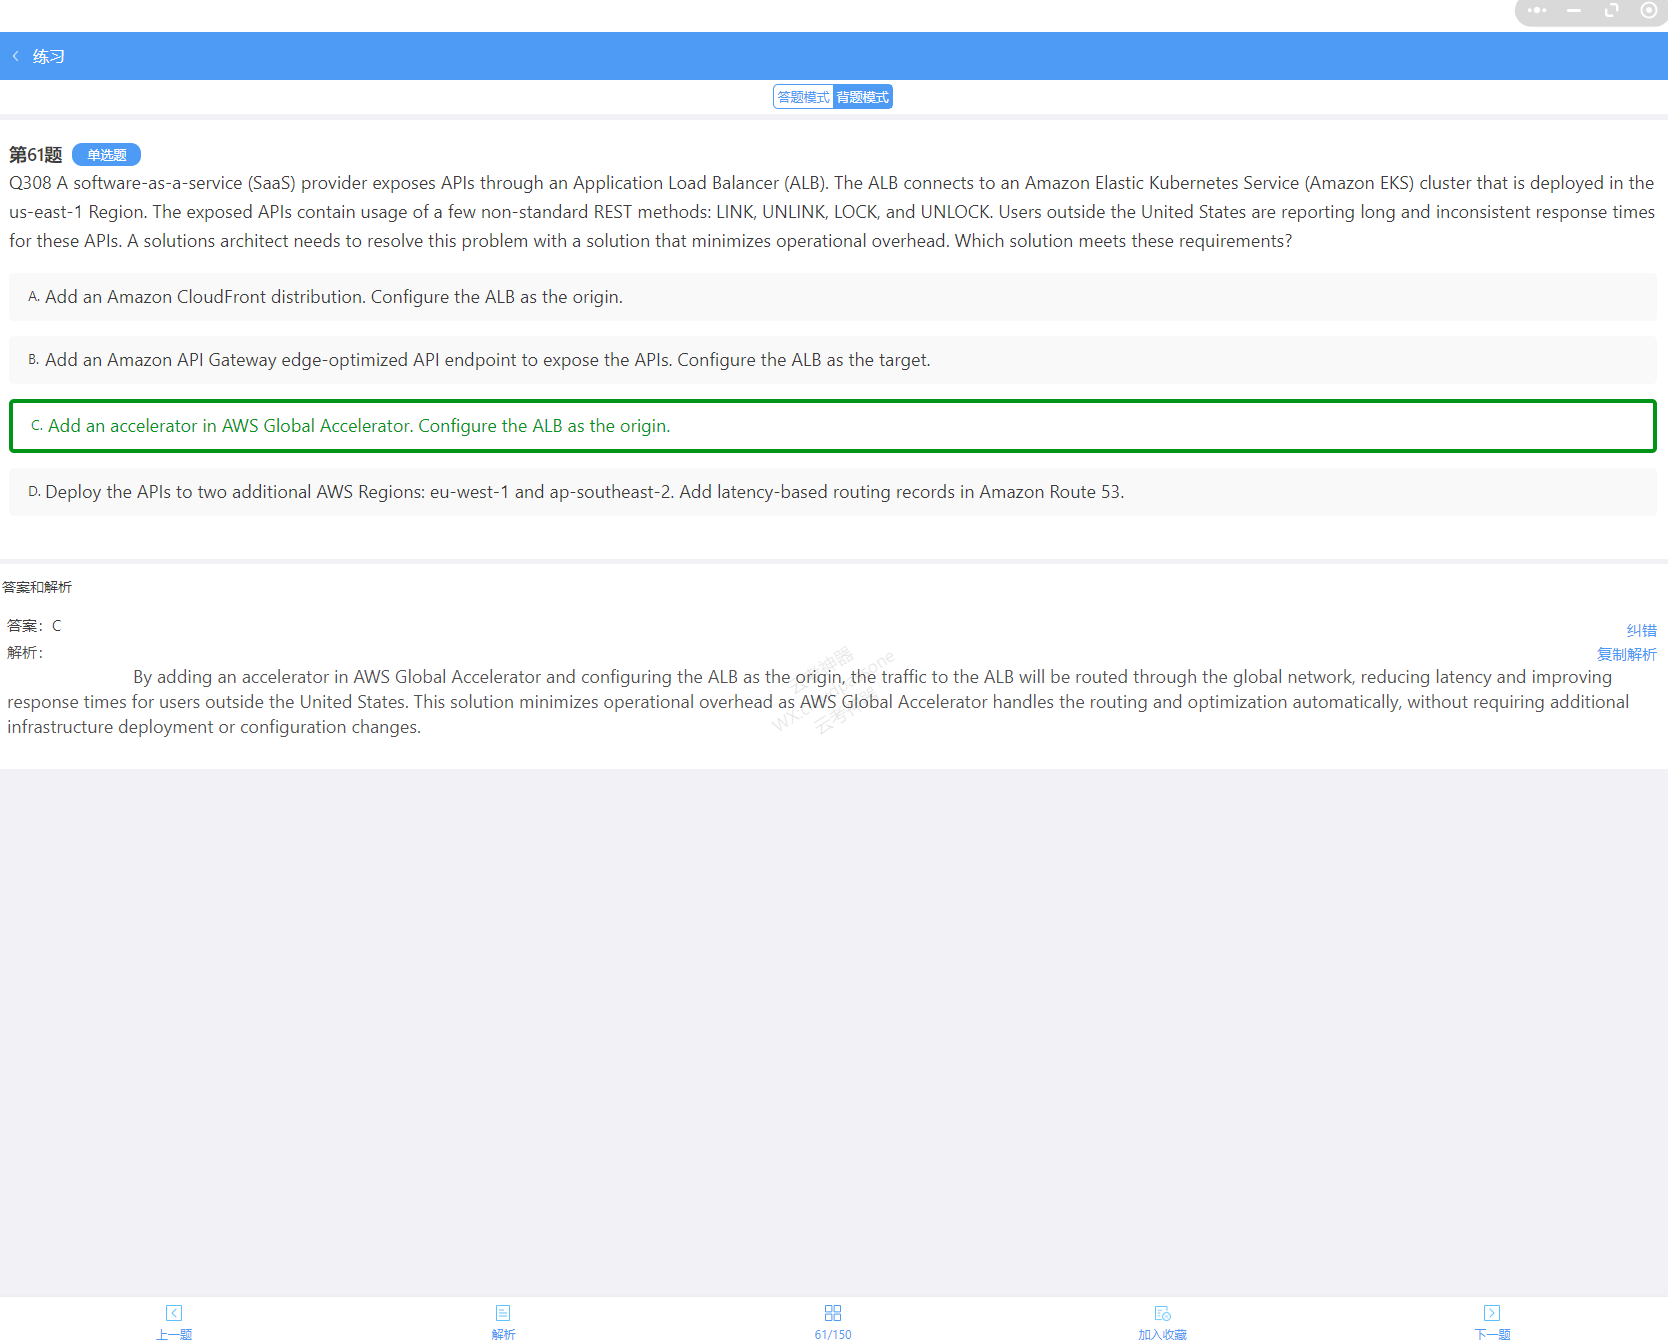 练习
答题模式 背题模式
第61题 单选题
Q308 A software-as-a-service (SaaS) provider exposes APIs through an Application Load Balancer (ALB). The ALB connects to an Amazon Elastic Kubernetes Service (Amazon EKS) cluster that is deployed in the
us-east-1 Region. The exposed APIs contain usage of a few non-standard REST methods: LINK, UNLINK, LOCK, and UNLOCK. Users outside the United States are reporting long and inconsistent response times
for these APIs. A solutions architect needs to resolve this problem with a solution that minimizes operational overhead. Which solution meets these requirements?
A. Add an Amazon CloudFront distribution. Configure the ALB as the origin.
B. Add an Amazon API Gateway edge-optimized API endpoint to expose the APIs. Configure the ALB as the target.
C. Add an accelerator in AWS Global Accelerator. Configure the ALB as the origin.
D. Deploy the APIs to two additional AWS Regions: eu-west-1 and ap-southeast-2. Add latency-based routing records in Amazon Route 53.
答案和解析
答案：C
纠错
解析：
复制解析
By adding an accelerator in AWS Global Accelerator and configuring the ALB as the origin, the traffic to the ALB will be routed through the global network, reducing latency and improving
response times for users outside the United States. This solution minimizes operational overhead as AWS Global Accelerator handles the routing and optimization automatically, without requiring additional
infrastructure deployment or configuration changes.
上一题 解析 61/150 加入收藏 下一题